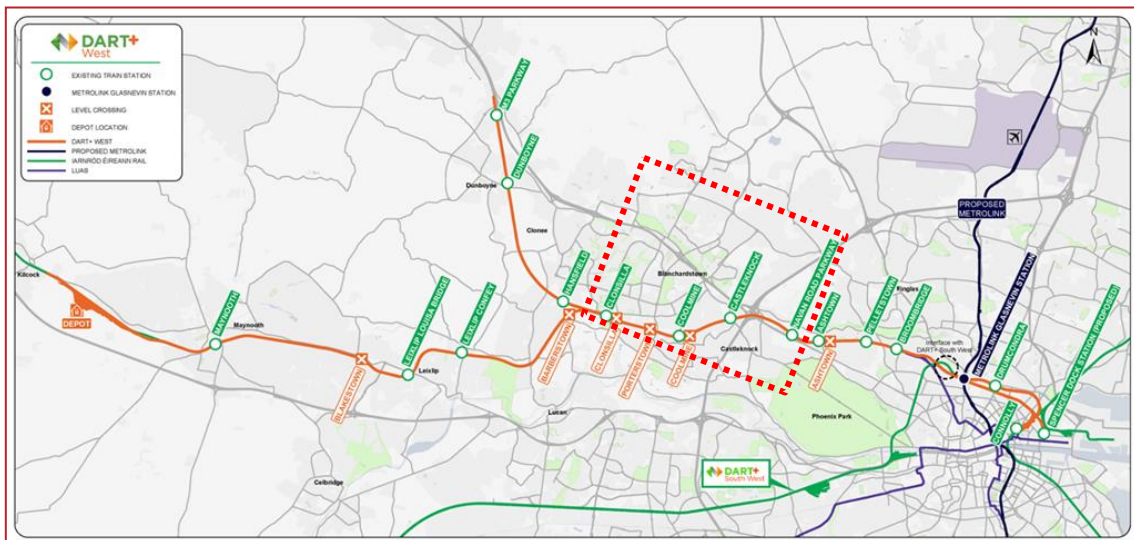 DART+
West
EXISTING TRAIN STATION
METROLINK GLASNEVIN STATION
LEVEL CROSSING
DEPOT LOCATION
DART+ WEST
PROPOSED METROLINK
IARNRÓD ÉIREANN RAIL
LUAS
N
M3 PARKWAY
DUNBOYNE
Dunboyne
Clonee
PROPOSED
METROLINK
Kilcock
DEPOT
MAYNOOTH
Maynooth
BLAKESTOWN
LEIXLIP LOUISA BRIDGE
Leixlip
LEIXLIP CONFEY
HANSFIELD
BARBERSTOWN
CLONSILLA
CLONSILLA
PORTERSTOWN
Blanchardstown
COOLMINE
COOLMINE
CASTLEKNOCK
Castleknock
NAVAN ROAD PARKWAY
ASHTOWN
ASHTOWN
PELLETSTOWN
Finglas
BROOMBRIDGE
Interface with
DART+ South West
METROLINK GLASNEVIN STATION
DRUMCONDRA
CONNOLLY
SPENCER DOCK STATION (PROPOSED)
Lucan
Phoenix Park
Celbridge
DART+
South West